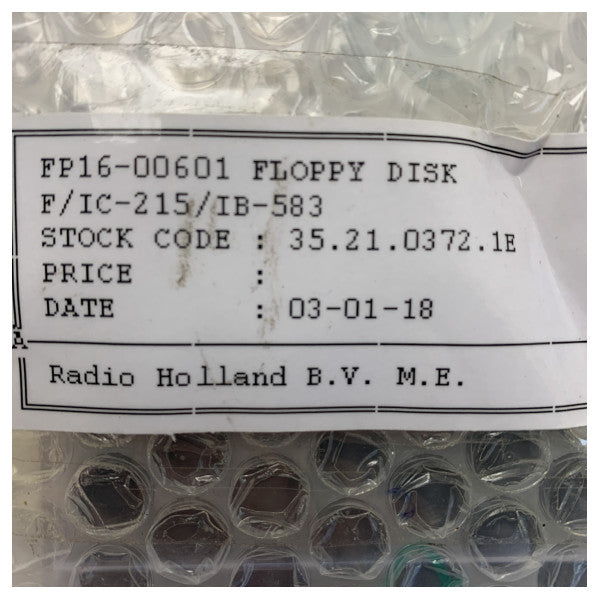 FP16-00601 FLOPPY DISK
F/IC-215/IB-583
STOCK CODE : 35.21.0372.1E
PRICE :
DATE : 03-01-18
A
Radio Holland B.V. M.E.